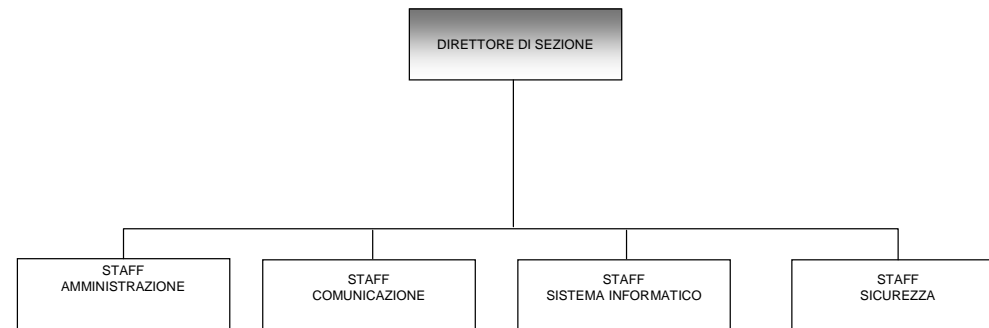 DIRETTORE DI SEZIONE
STAFF
AMMINISTRAZIONE
STAFF
COMUNICAZIONE
STAFF
SISTEMA INFORMATICO
STAFF
SICUREZZA